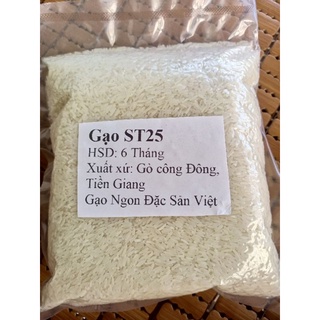 Gạo ST25
HSD: 6 Tháng
Xuất xứ: Gò công Đông,
Tiền Giang
Gạo Ngon Đặc Sản Việt